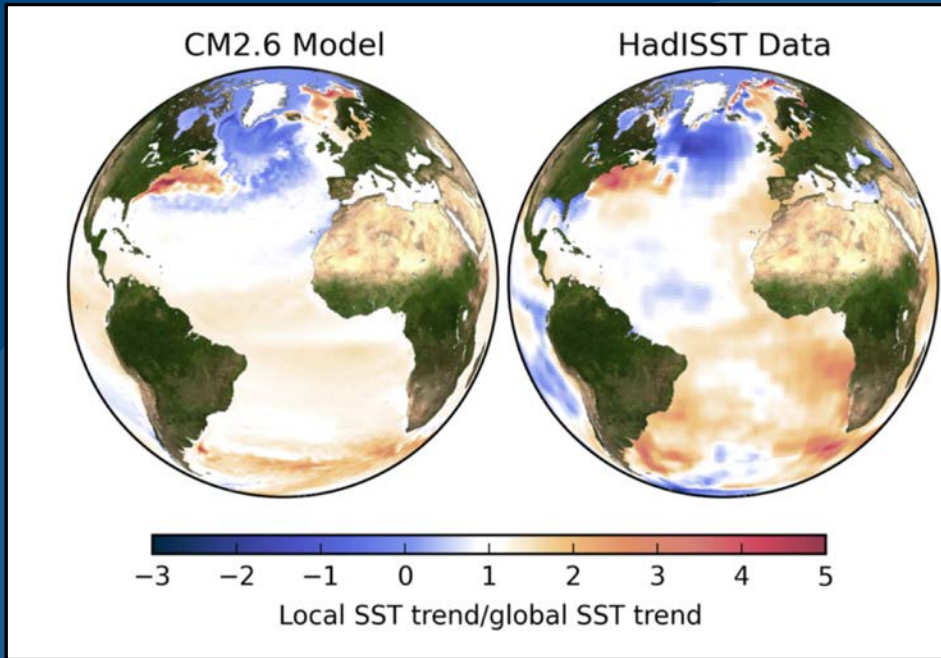 CM2.6 Model
HadISST Data
−3 −2 −1 0 1 2 3 4 5
Local SST trend/global SST trend